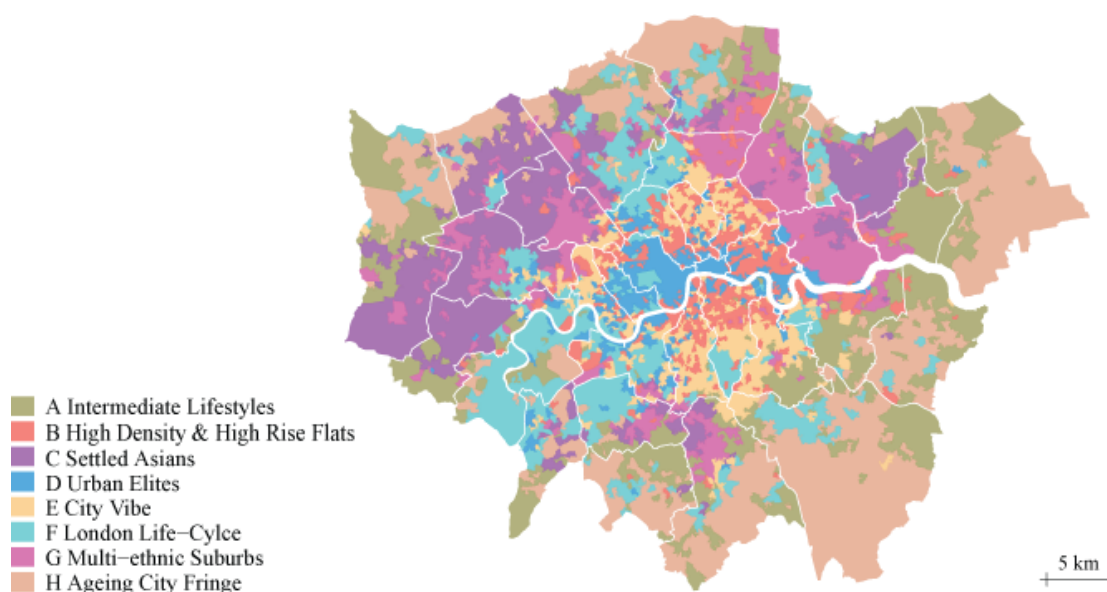 A Intermediate Lifestyles
B High Density & High Rise Flats
C Settled Asians
D Urban Elites
E City Vibe
F London Life−Cylce
G Multi−ethnic Suburbs
H Ageing City Fringe
5 km